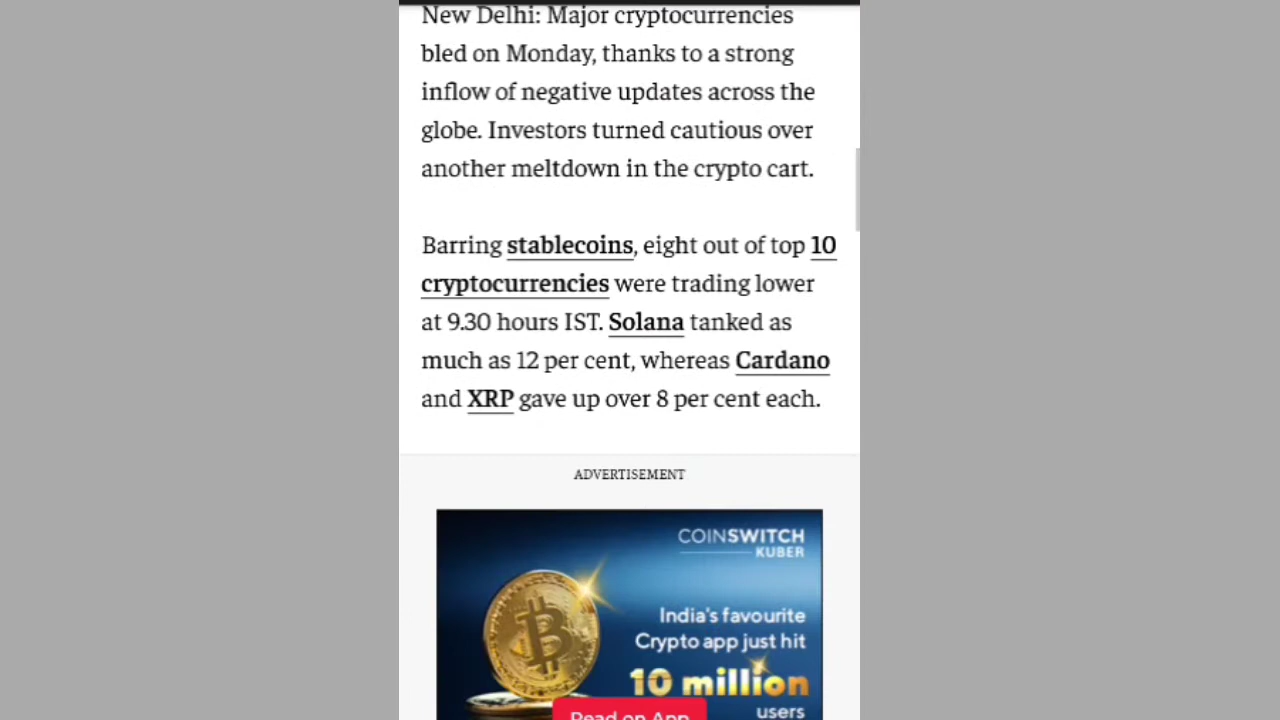 New Delhi: Major cryptocurrencies
bled on Monday, thanks to a strong
inflow of negative updates across the
globe. Investors turned cautious over
another meltdown in the crypto cart.
Barring stablecoins, eight out of top 10
cryptocurrencies were trading lower
at 9.30 hours IST. Solana tanked as
much as 12 per cent, whereas Cardano
and XRP gave up over 8 per cent each.
ADVERTISEMENT
COINSWITCH
KUBER
India's favourite
Crypto app just hit
10 million
users
Read on App